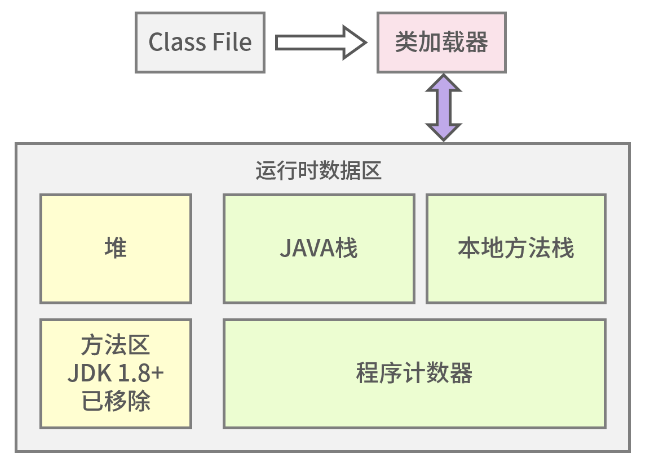 Class File
类加载器
运行时数据区
堆
JAVA栈
本地方法栈
方法区
JDK 1.8+
已移除
程序计数器